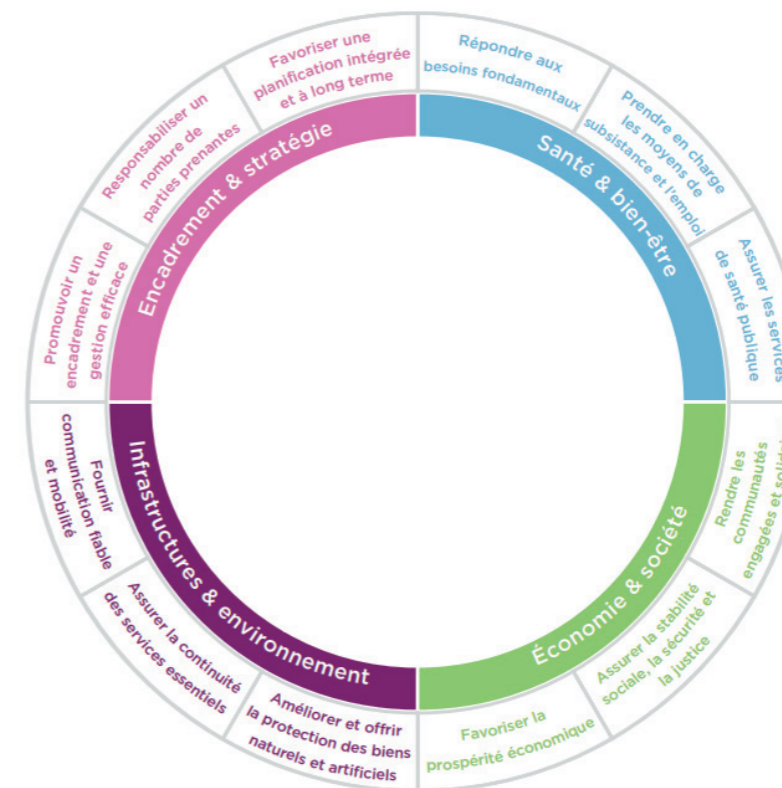 Santé & bien-être
Répondre aux
besoins fondamentaux
Prendre en charge
les moyens de
subsistance et l'emploi
Assurer les services
de santé publique
Économie & société
Rendre les
communautés
engagées et
Assurer la stabilité
sociale, la sécurité et
la justice
Favoriser la
prospérité économique
Infrastructures & environnement
Améliorer et offrir
la protection des biens
naturels et artificiels
Assurer la continuité
des services essentiels
Fournir
communication fiable
et mobilité
Encadrement & stratégie
Promouvoir un
encadrement et une
gestion efficace
Responsabiliser un
nombre de
parties prenantes
Favoriser une
planification intégrée
et à long terme